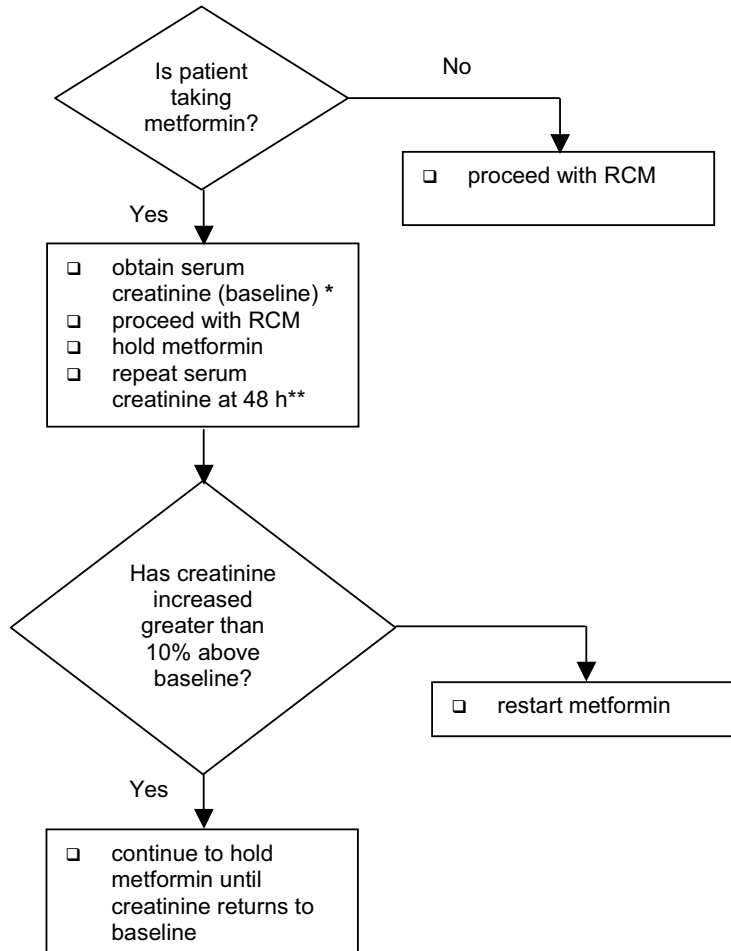 Is patient
taking
metformin?
No
❑ proceed with RCM
Yes
❑ obtain serum
creatinine (baseline) *
❑ proceed with RCM
❑ hold metformin
❑ repeat serum
creatinine at 48 h**
Has creatinine
increased
greater than
10% above
baseline?
❑ restart metformin
Yes
❑ continue to hold
metformin until
creatinine returns to
baseline